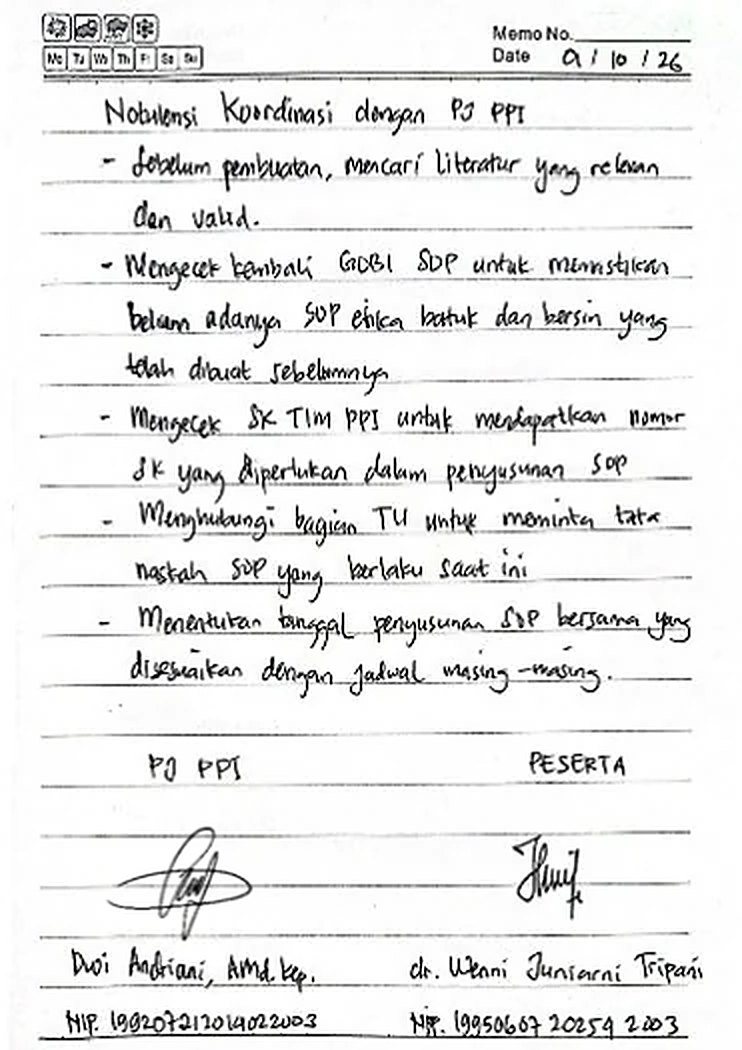 Mo Tu We Th Fr Sa Su
Memo No.
Date 9 / 10 / 26
Notulensi Koordinasi dengan PJ PPI
- Sebelum pembuatan, mencari literatur yang relevan
dan valid.
- Mengecek kembali SOP untuk memastikan
belum adanya SOP etika batuk dan bersin yang
telah dibuat sebelumnya
- Mengecek SK TIM PPI untuk mendapatkan nomor
SK yang diperlukan dalam penyusunan SOP
- Menghubungi bagian TU untuk meminta tata
naskah SOP yang berlaku saat ini
- Menentukan tanggal penyusunan SOP bersama yang
disesuaikan dengan jadwal masing-masing.
PJ PPI PESERTA
Dwi Andriani, AMd.kep. dr. Wenni Juniarni Tripani
NIP. 199207212019022003 NIP. 19950607 20254 2003